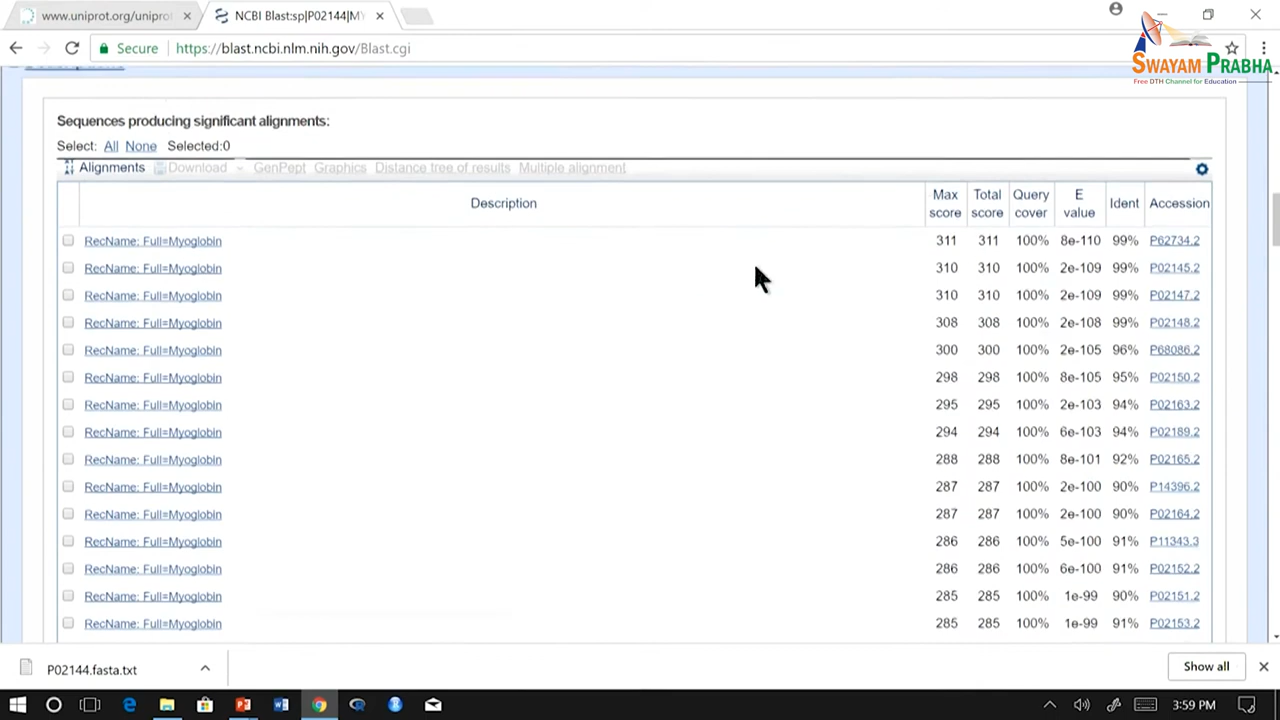 www.uniprot.org/unipro
NCBI Blast:sp|P02144|MY
Secure
https://blast.ncbi.nlm.nih.gov/Blast.cgi
SWAYAM PRABHA
Free DTH Channel for Education
Sequences producing significant alignments:
Select: All None Selected:0
Alignments Download GenPept Graphics Distance tree of results Multiple alignment
Description Max score Total score Query cover E value Ident Accession
RecName: Full=Myoglobin 311 311 100% 8e-110 99% P62734.2
RecName: Full=Myoglobin 310 310 100% 2e-109 99% P02145.2
RecName: Full=Myoglobin 310 310 100% 2e-109 99% P02147.2
RecName: Full=Myoglobin 308 308 100% 2e-108 99% P02148.2
RecName: Full=Myoglobin 300 300 100% 2e-105 96% P68086.2
RecName: Full=Myoglobin 298 298 100% 8e-105 95% P02150.2
RecName: Full=Myoglobin 295 295 100% 2e-103 94% P02163.2
RecName: Full=Myoglobin 294 294 100% 6e-103 94% P02189.2
RecName: Full=Myoglobin 288 288 100% 8e-101 92% P02165.2
RecName: Full=Myoglobin 287 287 100% 2e-100 90% P14396.2
RecName: Full=Myoglobin 287 287 100% 2e-100 90% P02164.2
RecName: Full=Myoglobin 286 286 100% 5e-100 91% P11343.3
RecName: Full=Myoglobin 286 286 100% 6e-100 91% P02152.2
RecName: Full=Myoglobin 285 285 100% 1e-99 90% P02151.2
RecName: Full=Myoglobin 285 285 100% 1e-99 91% P02153.2
P02144.fasta.txt
Show all
3:59 PM